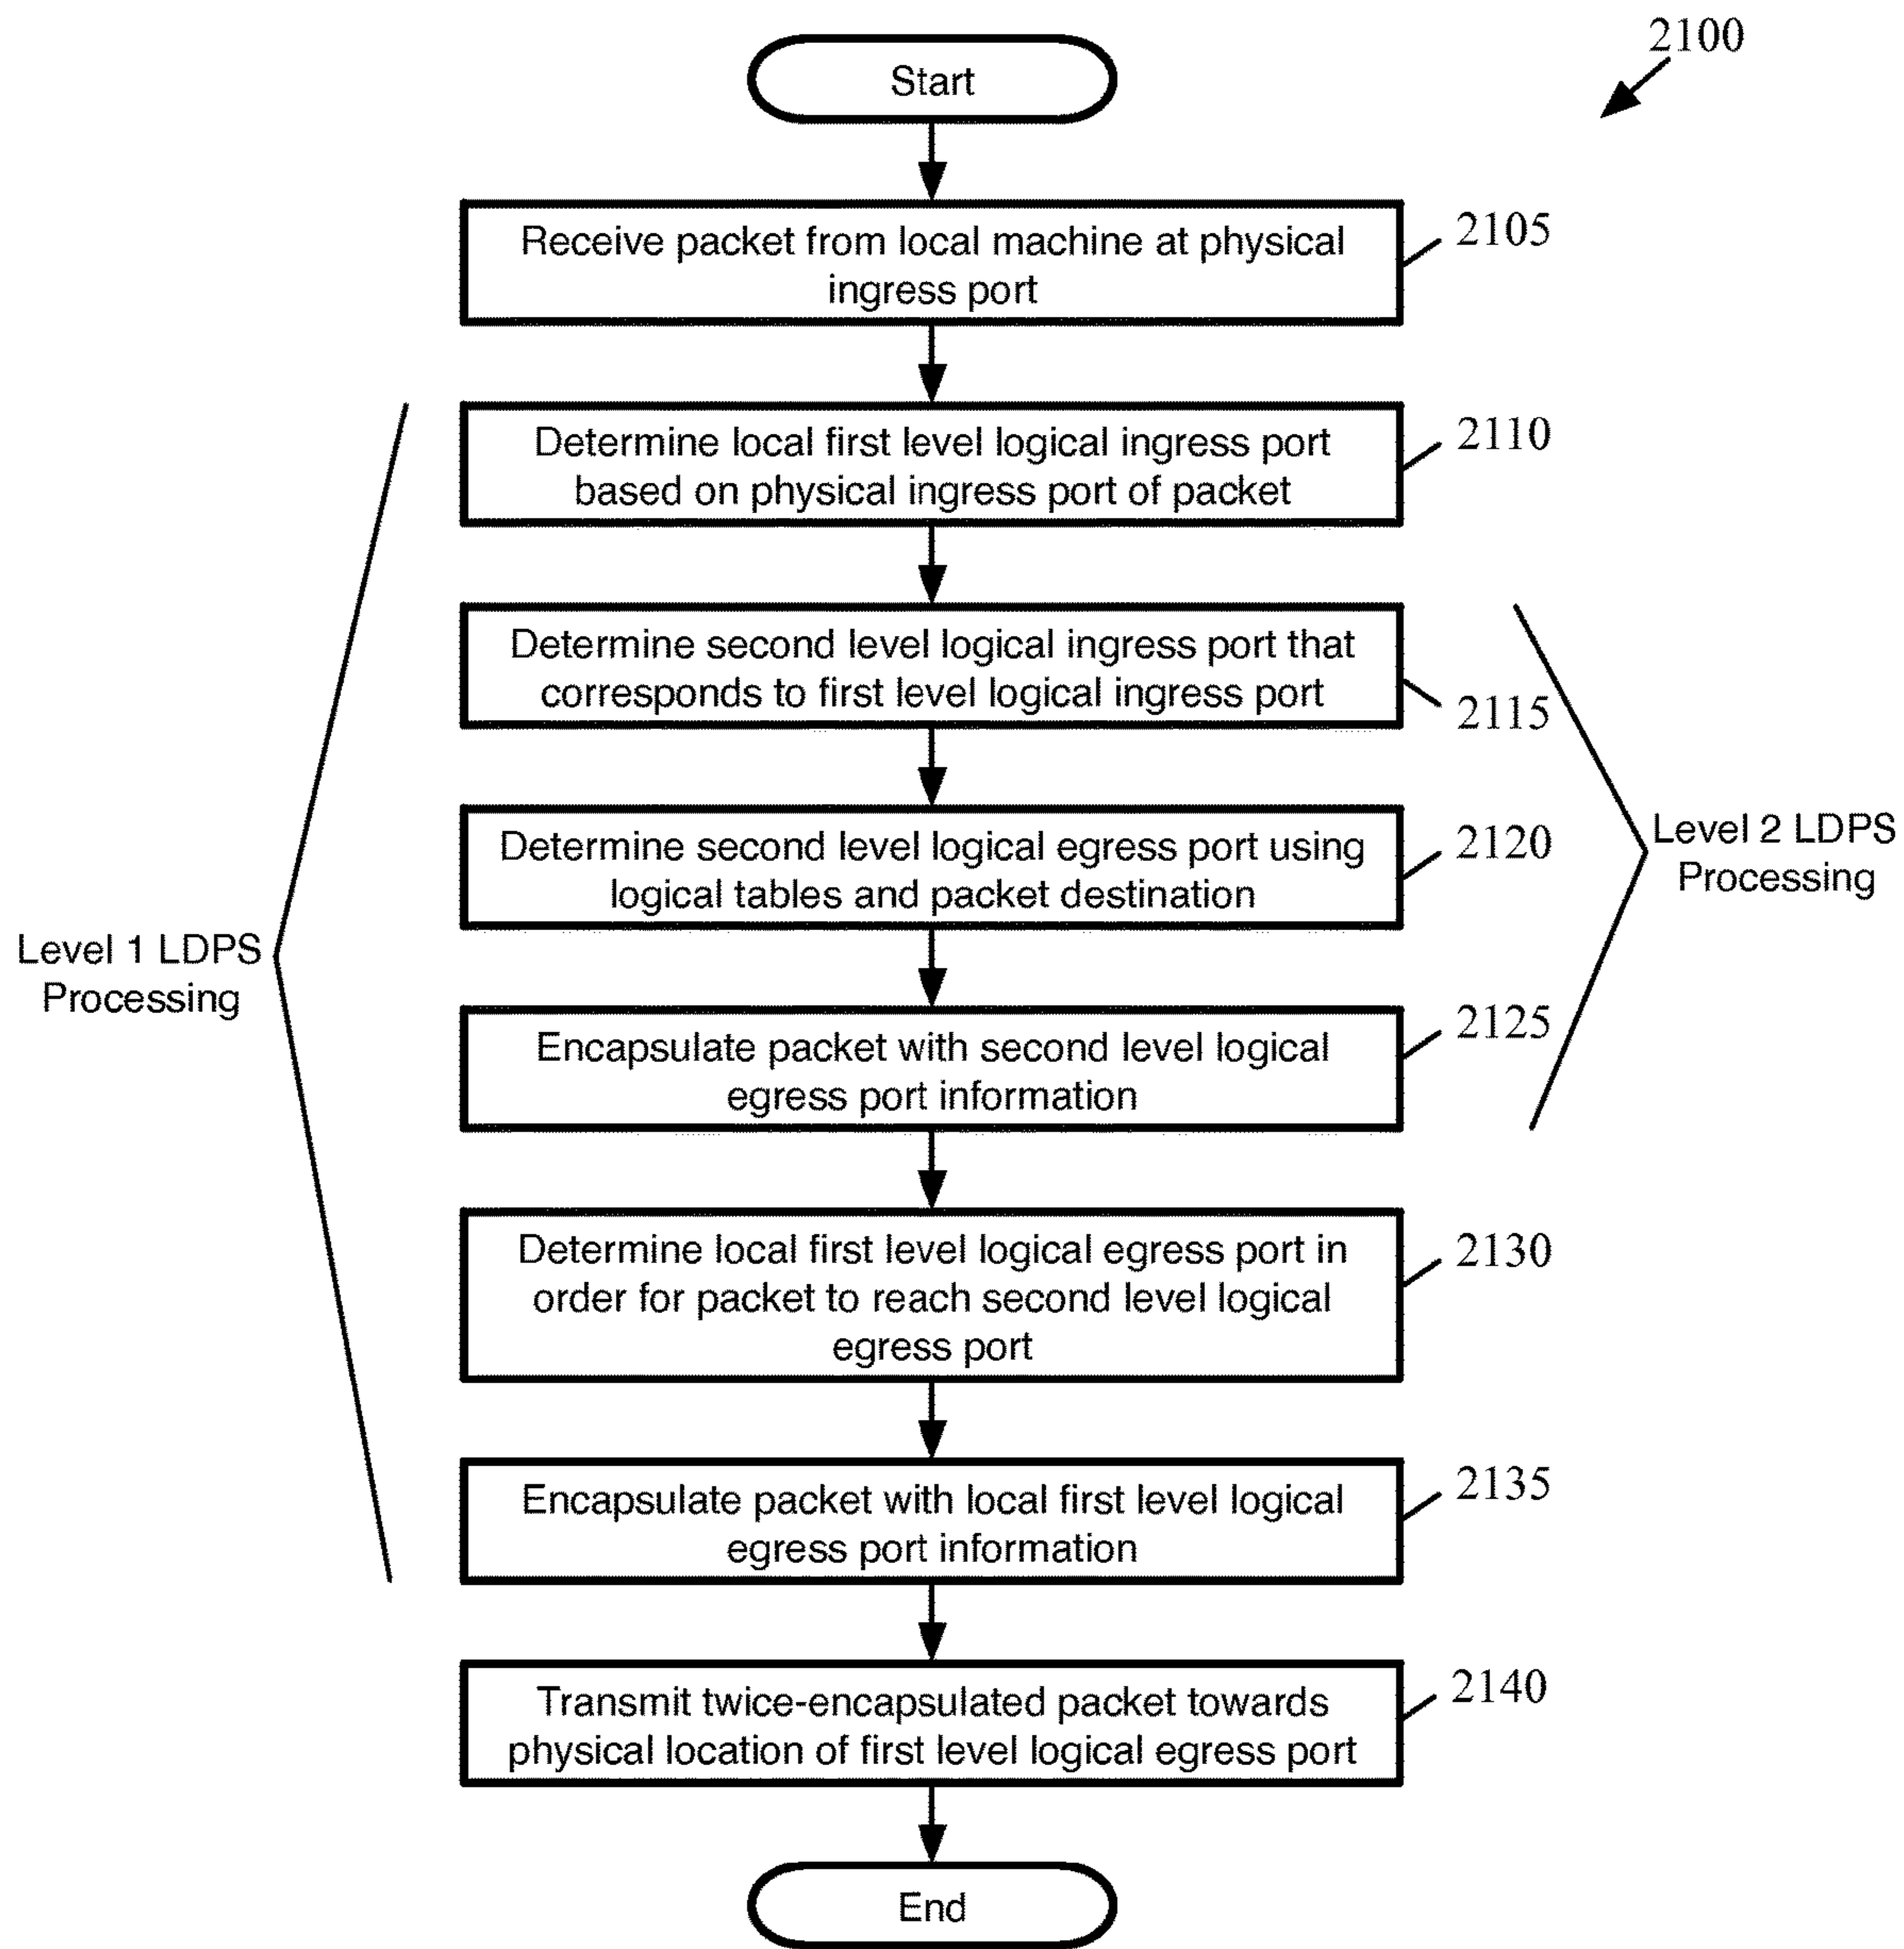 2100
Start
Receive packet from local machine at physical
ingress port
2105
Determine local first level logical ingress port
based on physical ingress port of packet
2110
Determine second level logical ingress port that
corresponds to first level logical ingress port
2115
Determine second level logical egress port using
logical tables and packet destination
2120
Level 2 LDPS
Processing
Level 1 LDPS
Processing
Encapsulate packet with second level logical
egress port information
2125
Determine local first level logical egress port in
order for packet to reach second level logical
egress port
2130
Encapsulate packet with local first level logical
egress port information
2135
Transmit twice-encapsulated packet towards
physical location of first level logical egress port
2140
End